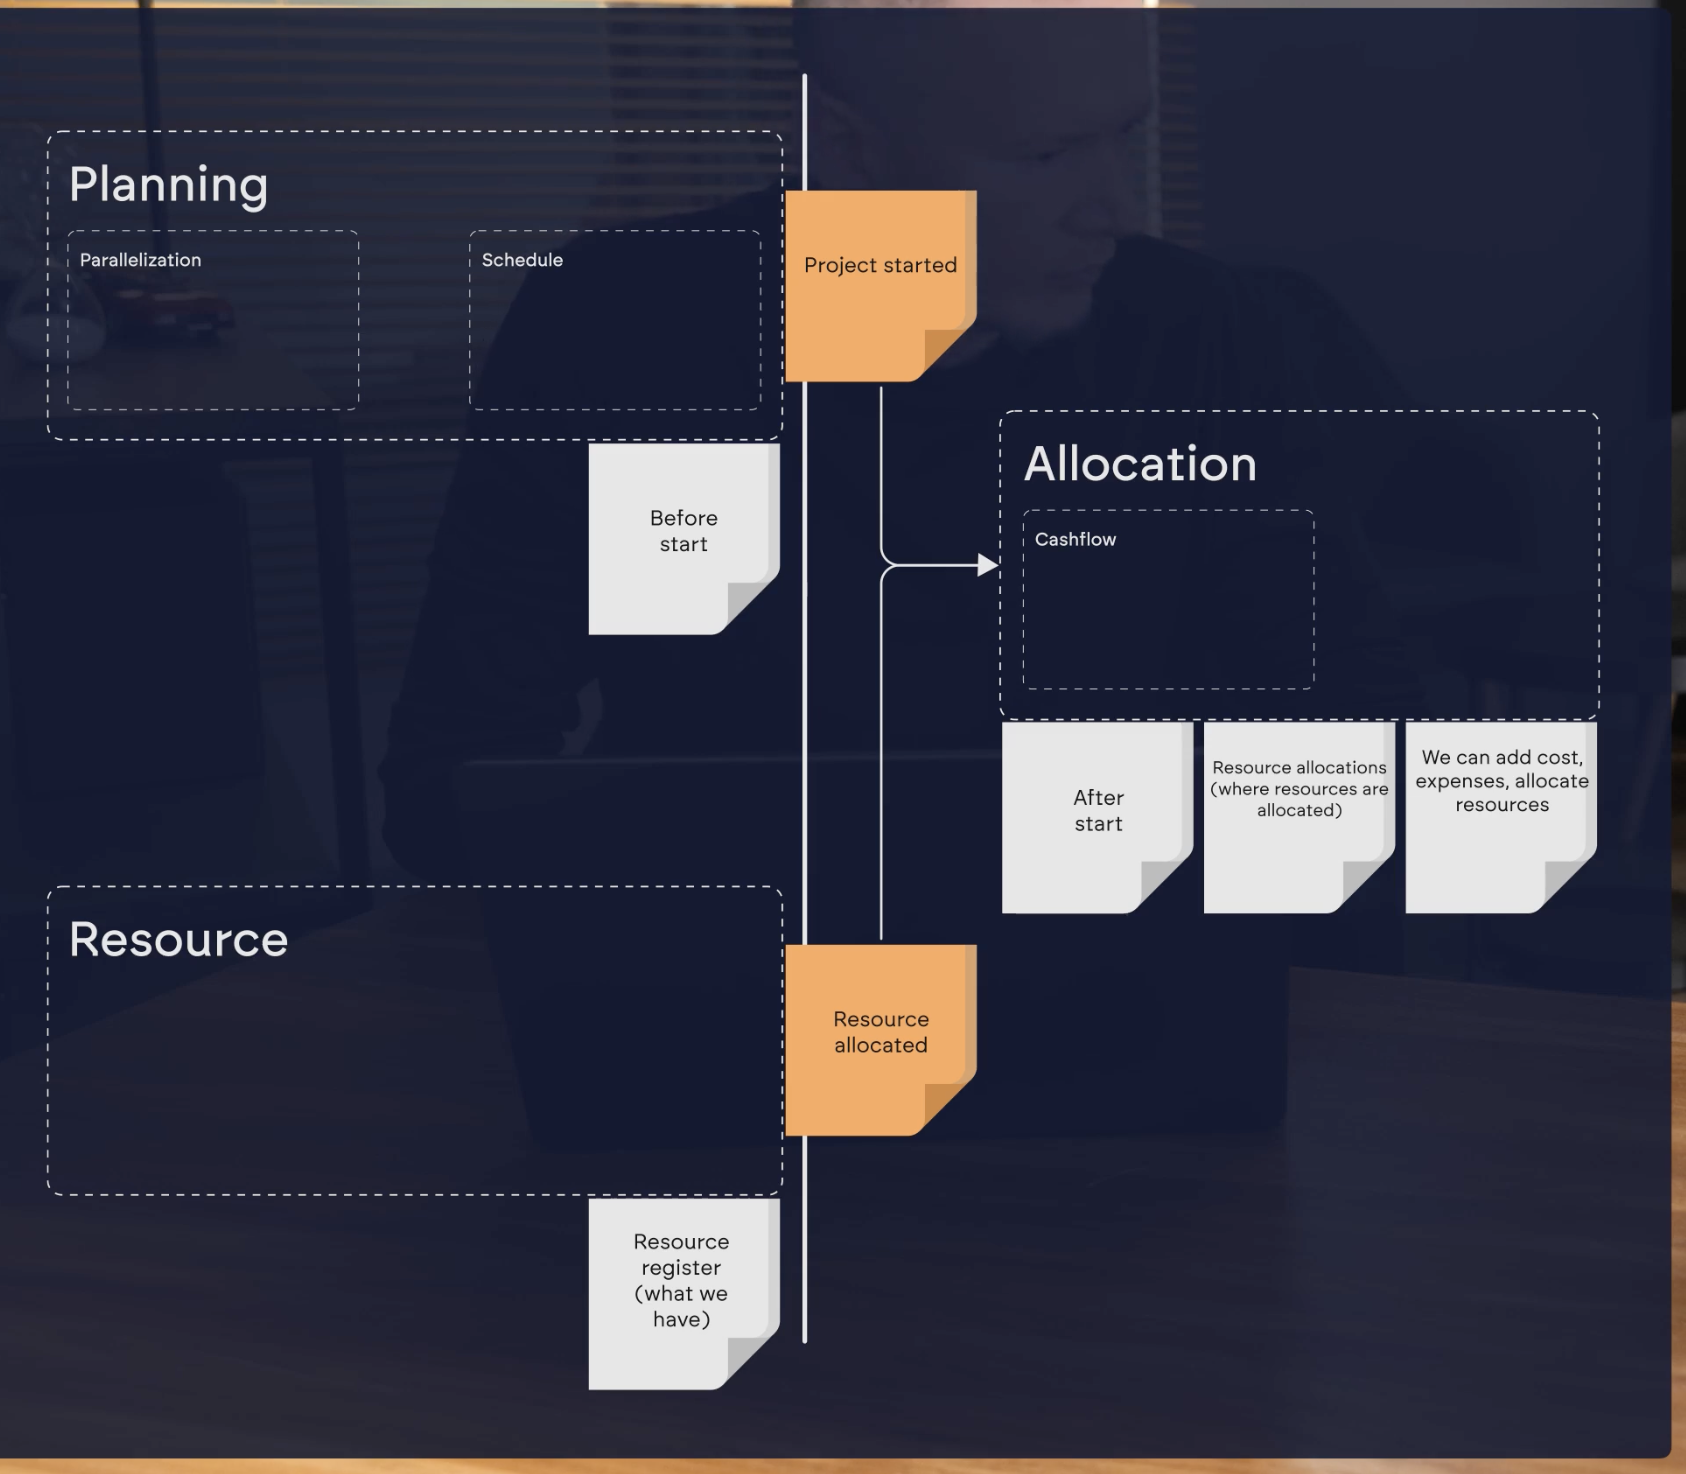 Planning
Parallelization
Schedule
Project started
Before
start
Allocation
Cashflow
After
start
Resource allocations
(where resources are
allocated)
We can add cost,
expenses, allocate
resources
Resource
Resource
allocated
Resource
register
(what we
have)